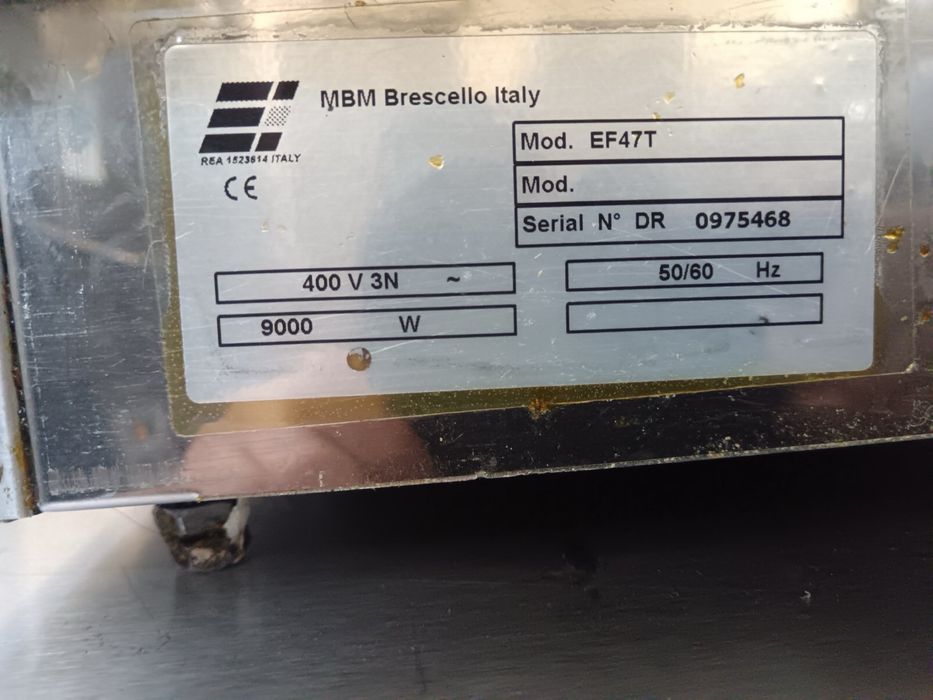 MBM Brescello Italy
REA 1523614 ITALY
CE
Mod. EF47T
Mod.
Serial N° DR 0975468
400 V 3N ~
50/60 Hz
9000 W